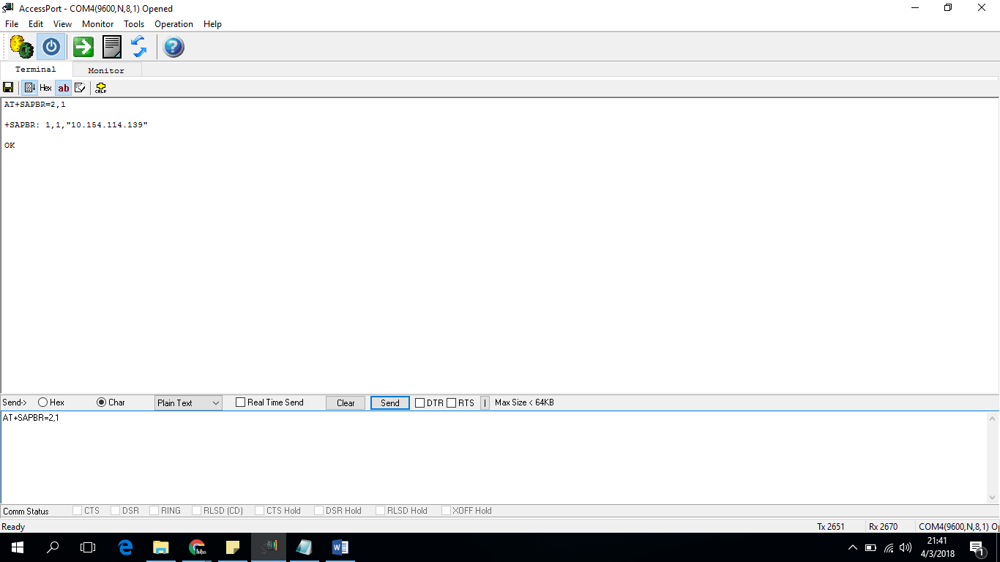 AccessPort - COM4(9600,N,8,1) Opened
File Edit View Monitor Tools Operation Help
Terminal Monitor
Hex ab CRLF
AT+SAPBR=2,1
+SAPBR: 1,1,"10.154.114.139"
OK
Send-> Hex Char Plain Text Real Time Send Clear Send DTR RTS | Max Size < 64KB
AT+SAPBR=2,1
Comm Status CTS DSR RING RLSD (CD) CTS Hold DSR Hold RLSD Hold XOFF Hold
Ready Tx 2651 Rx 2670 COM4(9600,N,8,1) O
21:41
4/3/2018
1